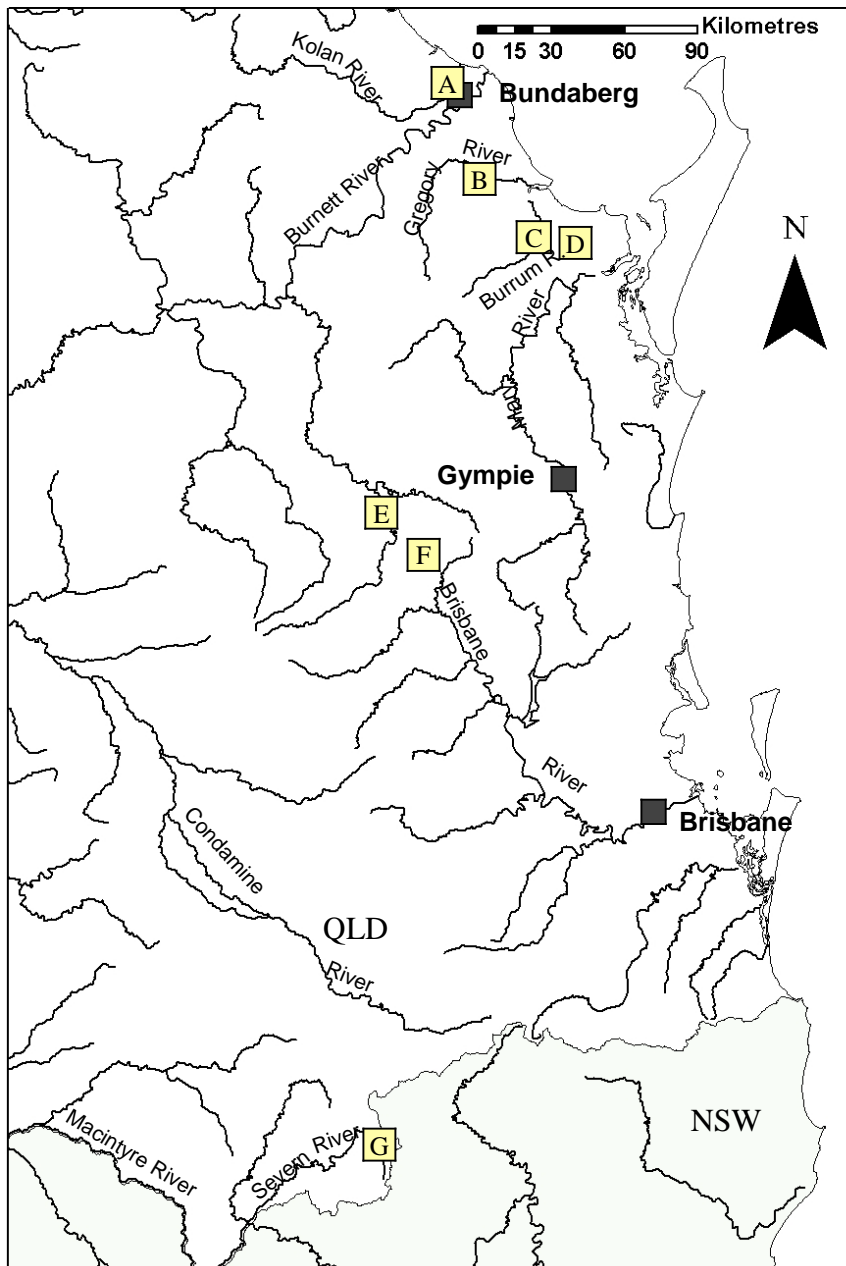 Kilometres
0 15 30 60 90
Kolan River
A
Bundaberg
River
B
Gregory
Burnett River
C
D
Burrum R.
N
River
Mary
Gympie
E
F
Brisbane
River
Brisbane
Condamine
QLD
River
NSW
Macintyre River
Severn River
G